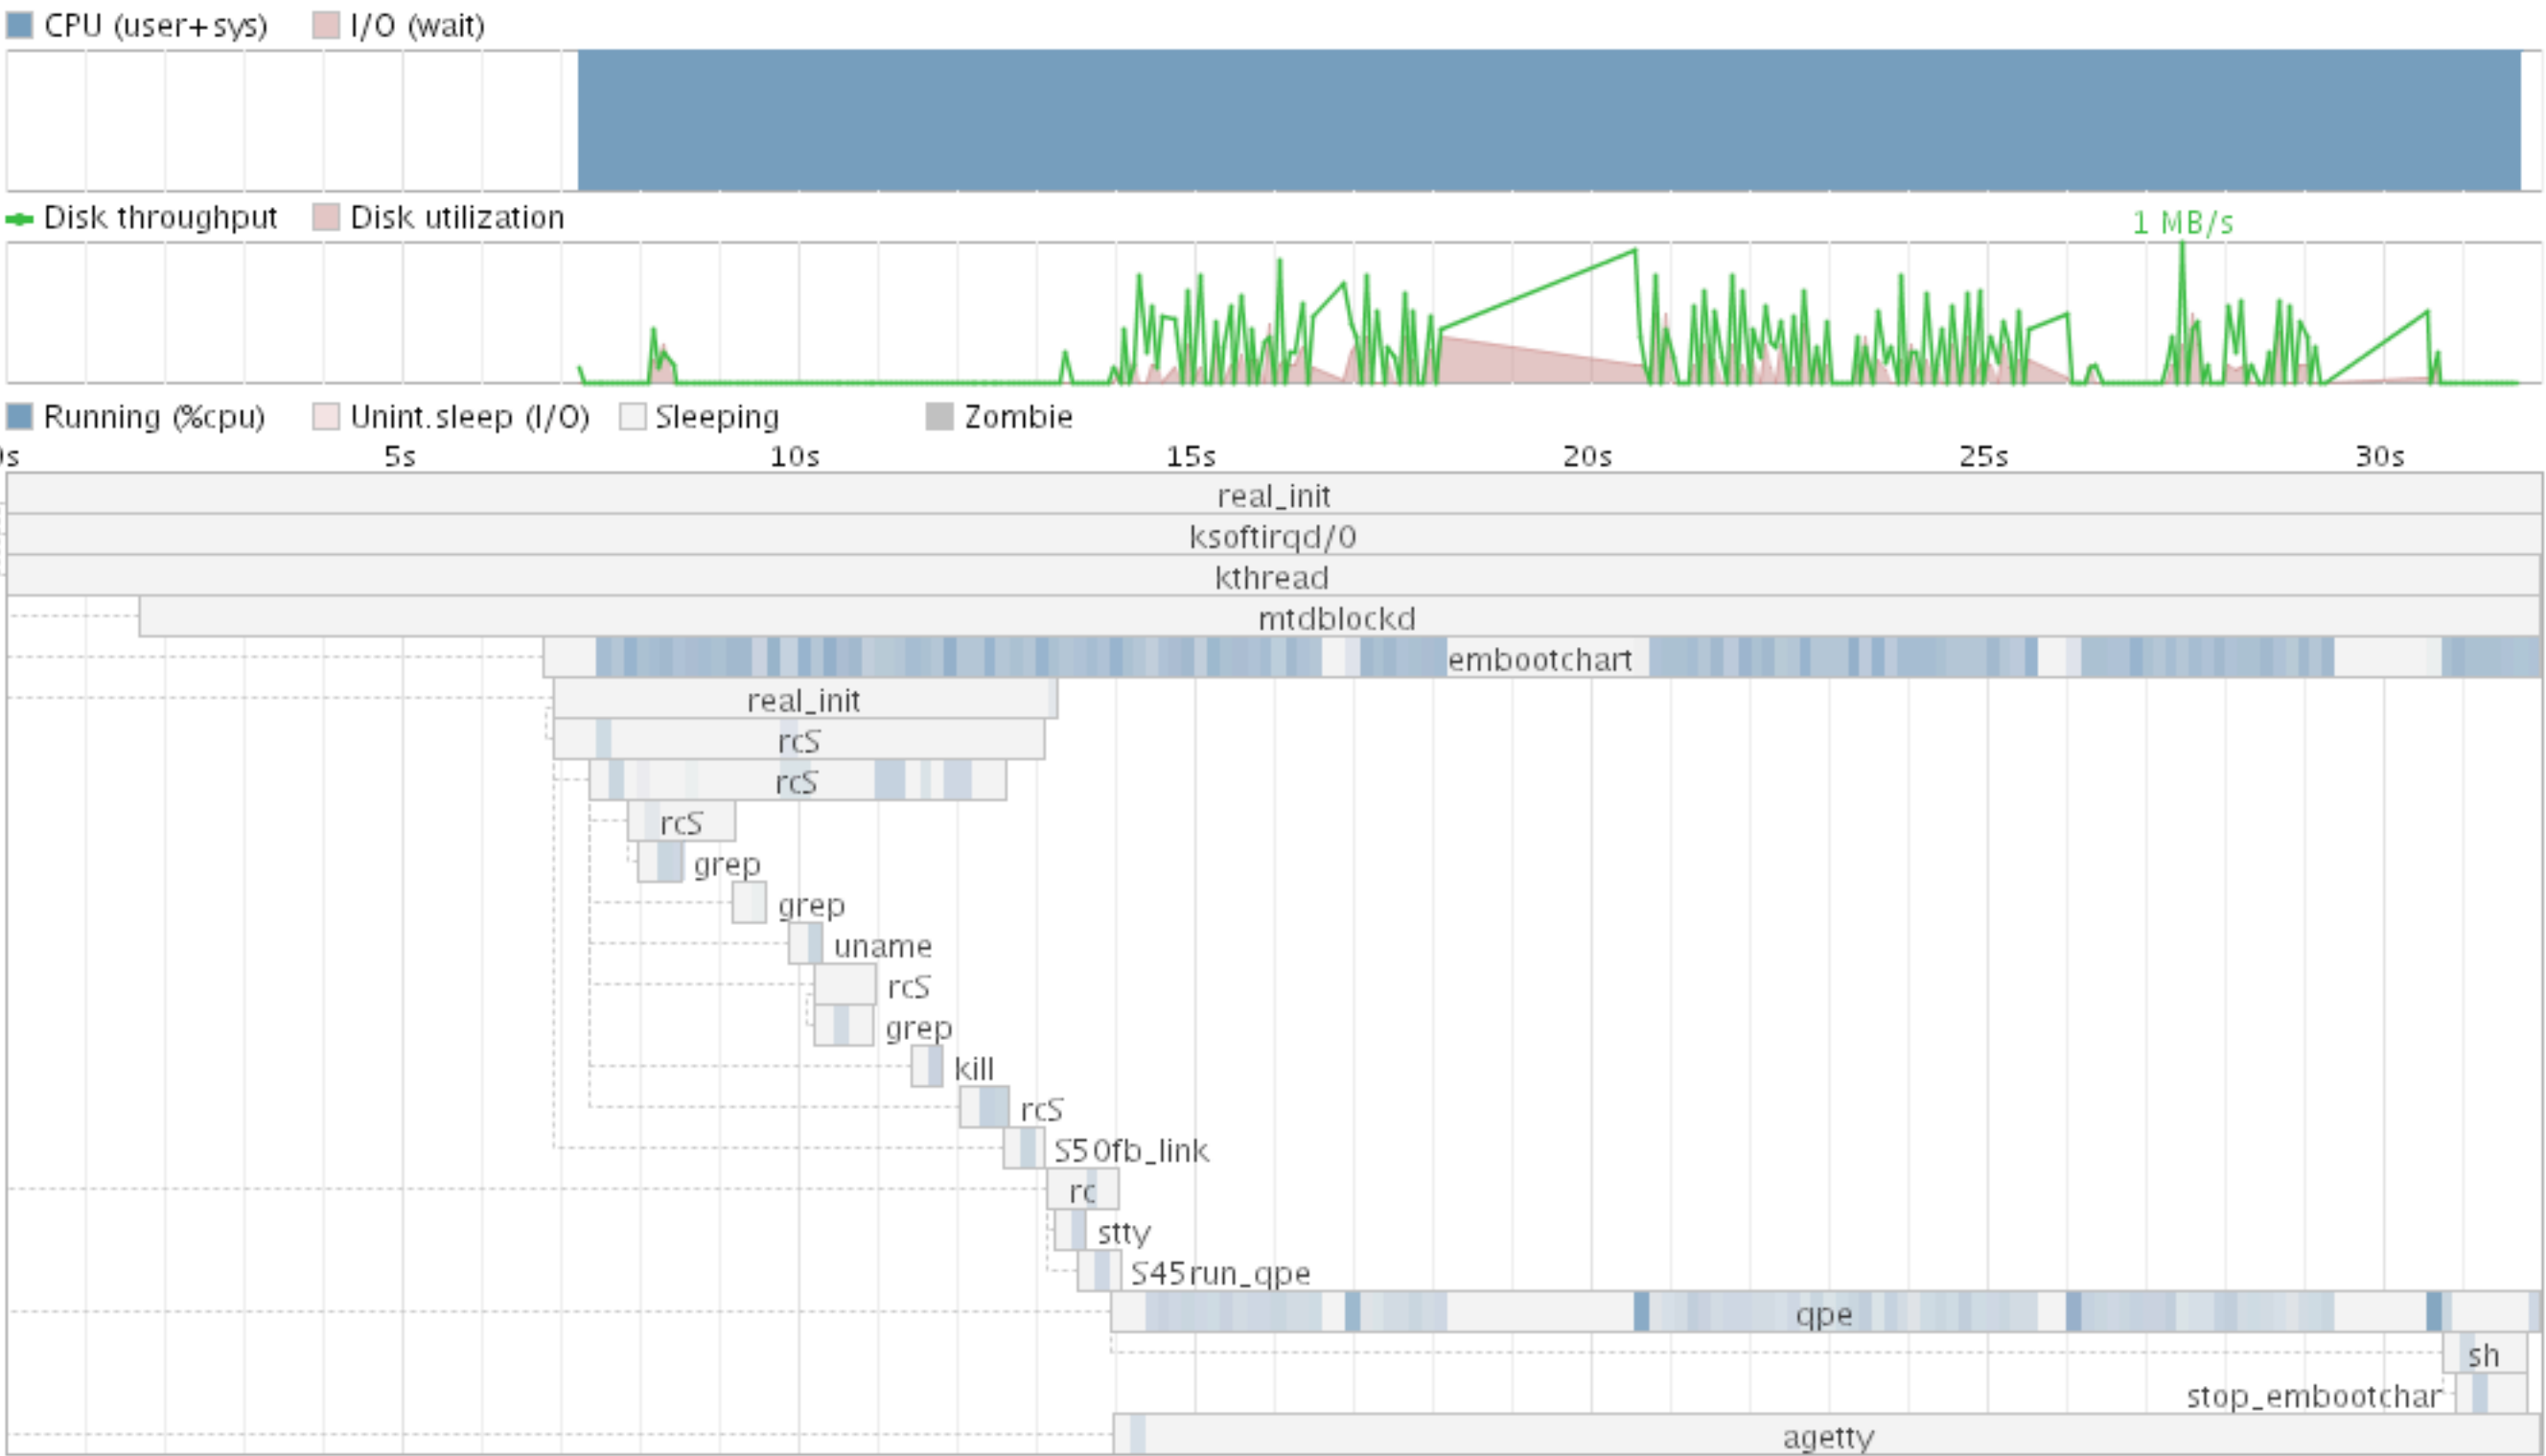 CPU (user+sys) I/O (wait)
Disk throughput Disk utilization
1 MB/s
Running (%cpu) Unint.sleep (I/O) Sleeping Zombie
0s 5s 10s 15s 20s 25s 30s
real_init
ksoftirqd/0
kthread
mtdblockd
embootchart
real_init
rcS
rcS
rcS
grep
grep
uname
rcS
grep
kill
rcS
S50fb_link
rc
stty
S45run_qpe
qpe
sh
stop_embootchar
agetty